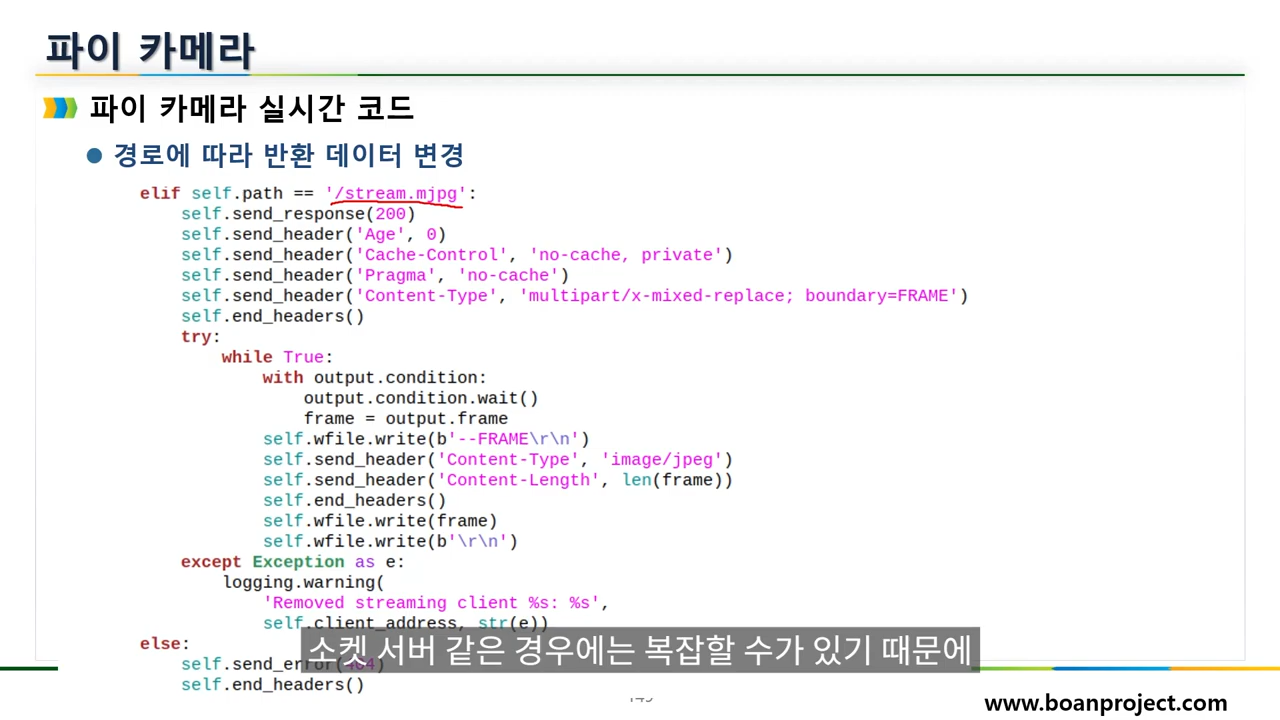 파이 카메라
파이 카메라 실시간 코드
경로에 따라 반환 데이터 변경
elif self.path == '/stream.mjpg':
self.send_response(200)
self.send_header('Age', 0)
self.send_header('Cache-Control', 'no-cache, private')
self.send_header('Pragma', 'no-cache')
self.send_header('Content-Type', 'multipart/x-mixed-replace; boundary=FRAME')
self.end_headers()
try:
while True:
with output.condition:
output.condition.wait()
frame = output.frame
self.wfile.write(b'--FRAME\r\n')
self.send_header('Content-Type', 'image/jpeg')
self.send_header('Content-Length', len(frame))
self.end_headers()
self.wfile.write(frame)
self.wfile.write(b'\r\n')
except Exception as e:
logging.warning(
'Removed streaming client %s: %s',
self.client_address, str(e))
else:
self.send_error(404)
소켓 서버 같은 경우에는 복잡할 수가 있기 때문에
self.end_headers()
www.boanproject.com